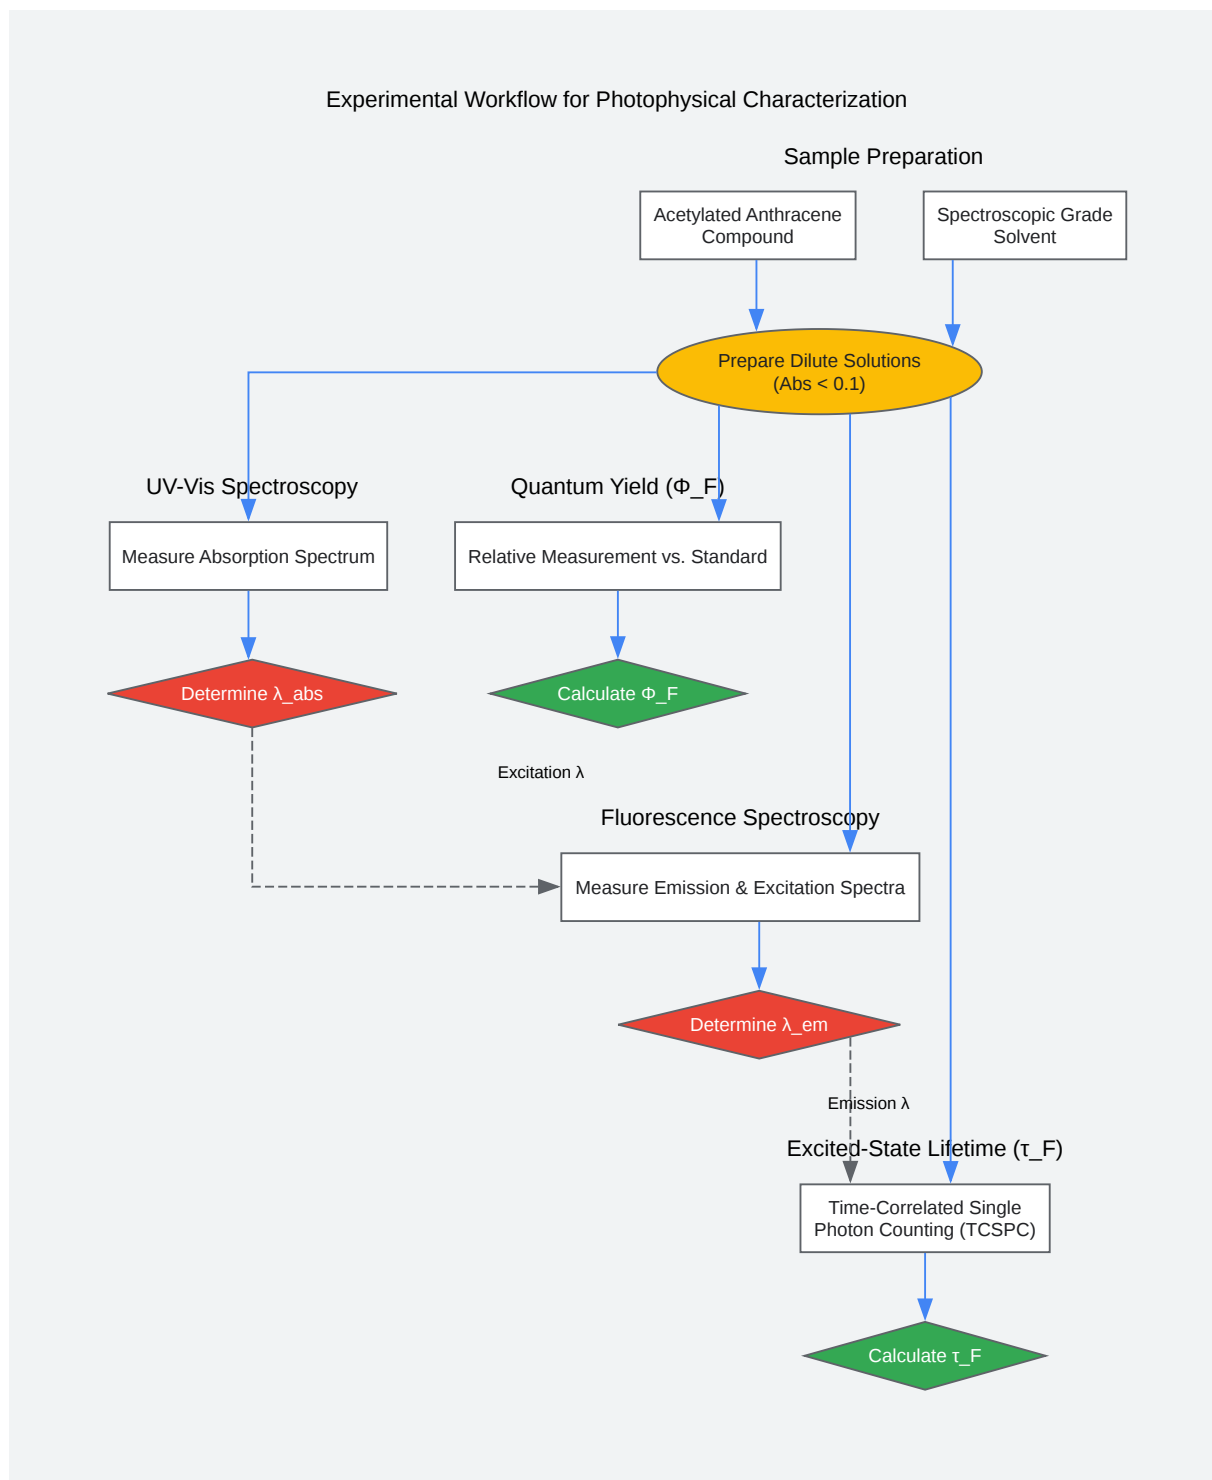 Experimental Workflow for Photophysical Characterization
Sample Preparation
Acetylated Anthracene
Compound
Spectroscopic Grade
Solvent
Prepare Dilute Solutions
(Abs < 0.1)
UV-Vis Spectroscopy
Quantum Yield (Φ_F)
Measure Absorption Spectrum
Relative Measurement vs. Standard
Determine λ_abs
Calculate Φ_F
Excitation λ
Fluorescence Spectroscopy
Measure Emission & Excitation Spectra
Determine λ_em
Emission λ
Excited-State Lifetime (τ_F)
Time-Correlated Single
Photon Counting (TCSPC)
Calculate τ_F